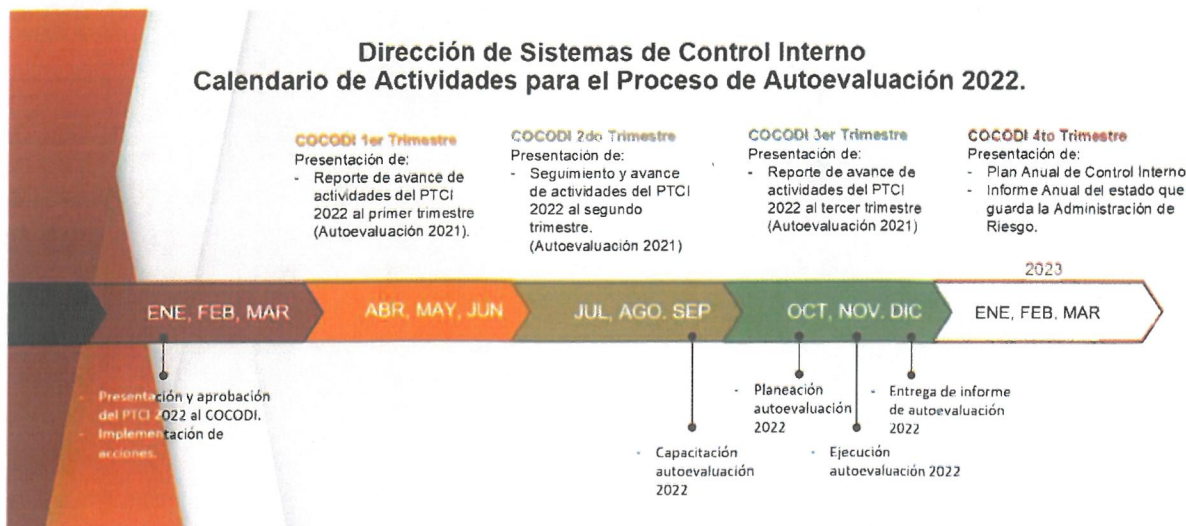 Dirección de Sistemas de Control Interno
Calendario de Actividades para el Proceso de Autoevaluación 2022.
COCODI 1er Trimestre
Presentación de:
- Reporte de avance de
actividades del PTCI
2022 al primer trimestre
(Autoevaluación 2021).
COCODI 2do Trimestre
Presentación de:
- Seguimiento y avance
de actividades del PTCI
2022 al segundo
trimestre.
(Autoevaluación 2021)
COCODI 3er Trimestre
Presentación de:
- Reporte de avance de
actividades del PTCI
2022 al tercer trimestre
(Autoevaluación 2021)
COCODI 4to Trimestre
Presentación de:
- Plan Anual de Control Interno
- Informe Anual del estado que
guarda la Administración de
Riesgo.
2023
ENE, FEB, MAR
ABR, MAY, JUN
JUL, AGO. SEP
OCT, NOV. DIC
ENE, FEB, MAR
- Presentación y aprobación
del PTCI 2022 al COCODI.
- Implementación de
acciones.
- Capacitación
autoevaluación
2022
- Planeación
autoevaluación
2022
- Ejecución
autoevaluación 2022
- Entrega de informe
de autoevaluación
2022